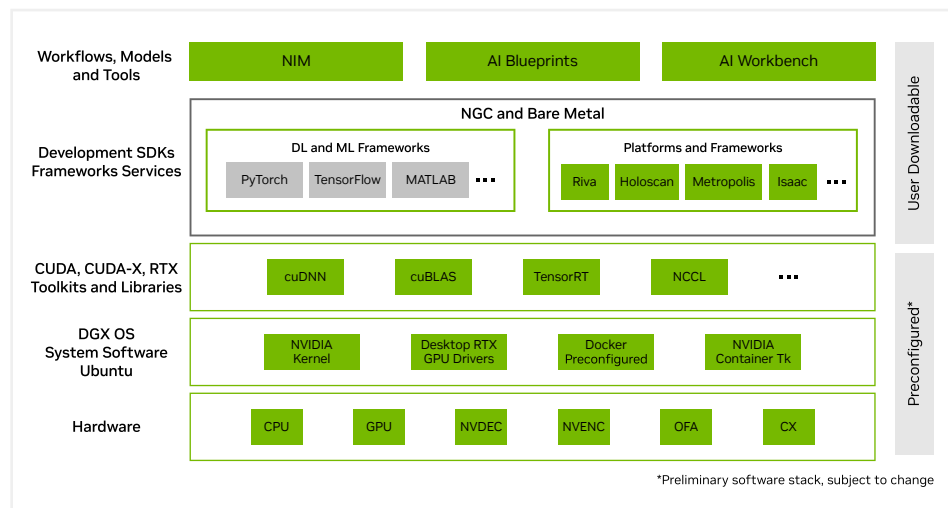 Workflows, Models
and Tools
NIM
AI Blueprints
AI Workbench
User Downloadable
NGC and Bare Metal
Development SDKs
Frameworks Services
DL and ML Frameworks
PyTorch
TensorFlow
MATLAB
Platforms and Frameworks
Riva
Holoscan
Metropolis
Isaac
CUDA, CUDA-X, RTX
Toolkits and Libraries
cuDNN
cuBLAS
TensorRT
NCCL
Preconfigured*
DGX OS
System Software
Ubuntu
NVIDIA
Kernel
Desktop RTX
GPU Drivers
Docker
Preconfigured
NVIDIA
Container Tk
Hardware
CPU
GPU
NVDEC
NVENC
OFA
CX
*Preliminary software stack, subject to change